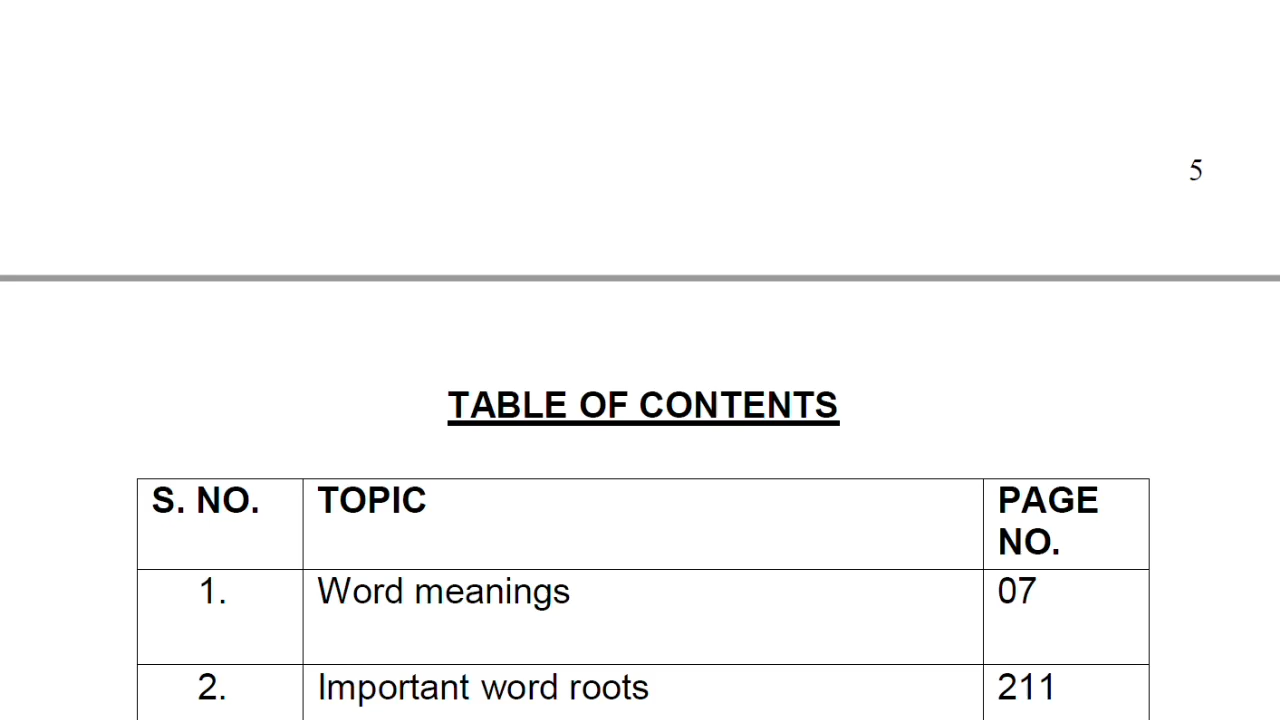 5
TABLE OF CONTENTS
S. NO. TOPIC PAGE
NO.
1. Word meanings 07
2. Important word roots 211